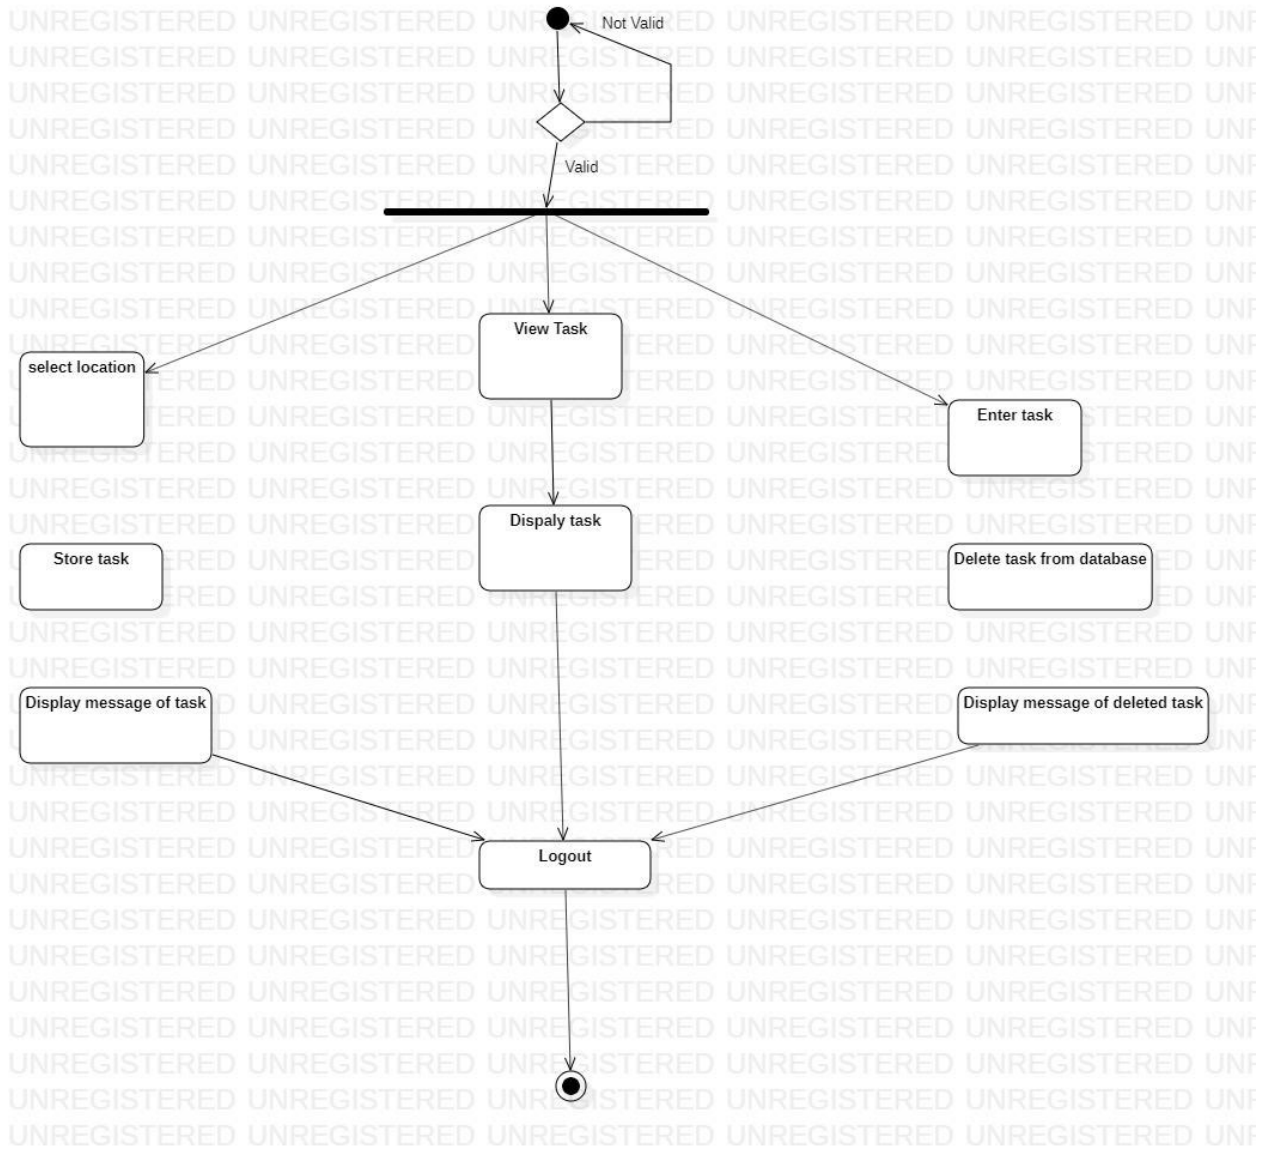 Not Valid
Valid
View Task
select location
Enter task
Dispaly task
Store task
Delete task from database
Display message of task
Display message of deleted task
Logout
UNREGISTERED